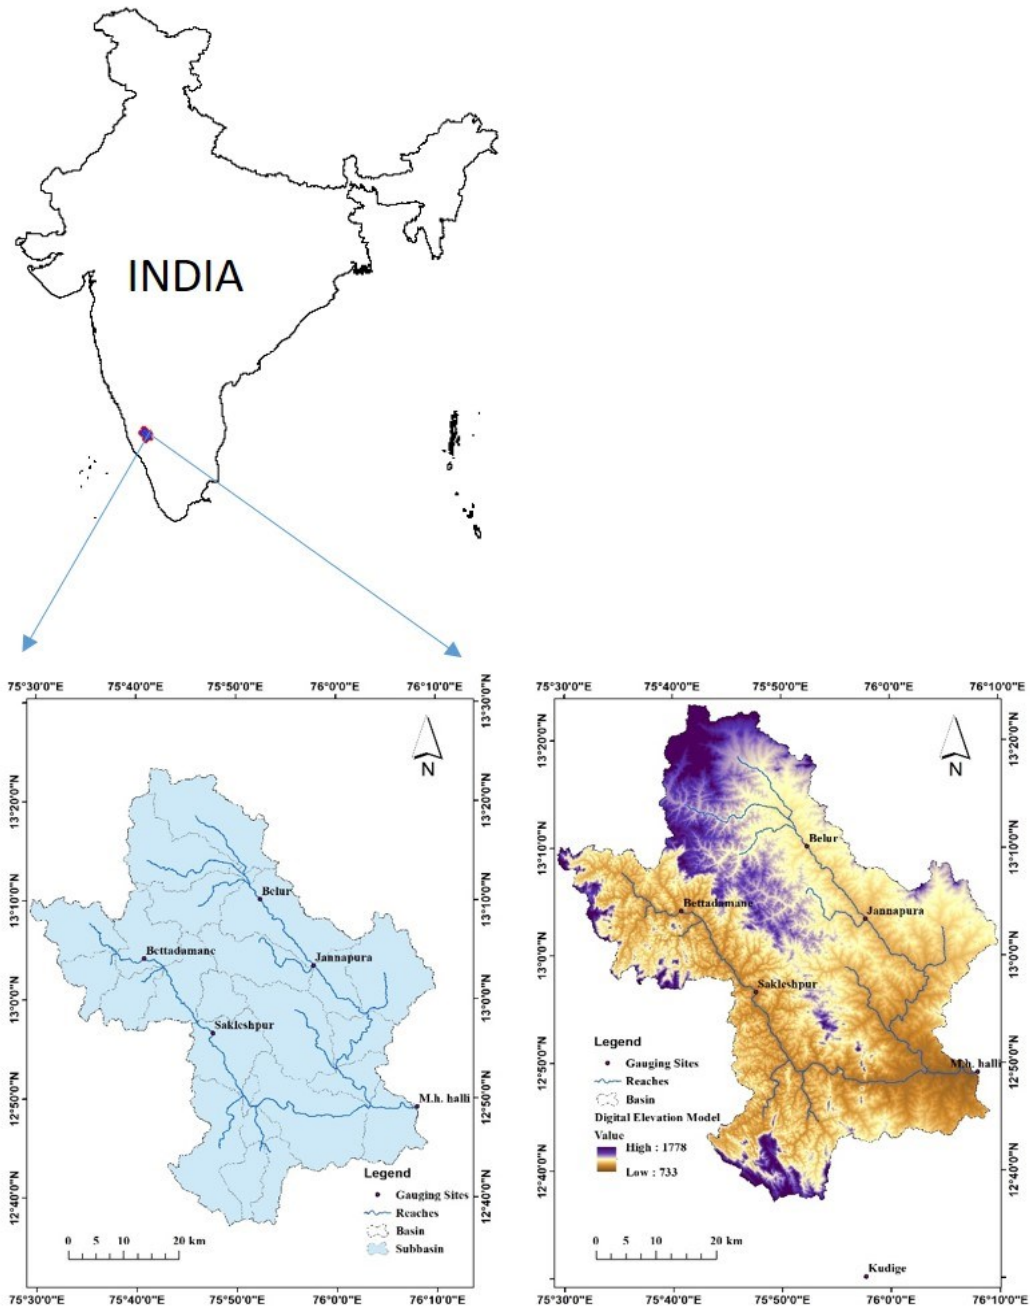 INDIA
75°30'0"E 75°40'0"E 75°50'0"E 76°0'0"E 76°10'0"E
13°30'0"N
N
13°20'0"N
13°20'0"N
Belur
13°10'0"N
13°10'0"N
Bettadamane
Jannapura
13°0'0"N
13°0'0"N
Sakleshpur
12°50'0"N
12°50'0"N
M.h. halli
Legend
Gauging Sites
Reaches
Basin
Subbasin
12°40'0"N
12°40'0"N
0 5 10 20 km
75°30'0"E 75°40'0"E 75°50'0"E 76°0'0"E 76°10'0"E
75°30'0"E 75°40'0"E 75°50'0"E 76°0'0"E 76°10'0"E
N
13°20'0"N
13°20'0"N
Belur
13°10'0"N
13°10'0"N
Bettadamane
Jannapura
13°0'0"N
13°0'0"N
Sakleshpur
Legend
Gauging Sites
Reaches
Basin
Digital Elevation Model
Value
High : 1778
Low : 733
M.h. halli
12°50'0"N
12°50'0"N
12°40'0"N
12°40'0"N
0 5 10 20 km
Kudige
75°30'0"E 75°40'0"E 75°50'0"E 76°0'0"E 76°10'0"E